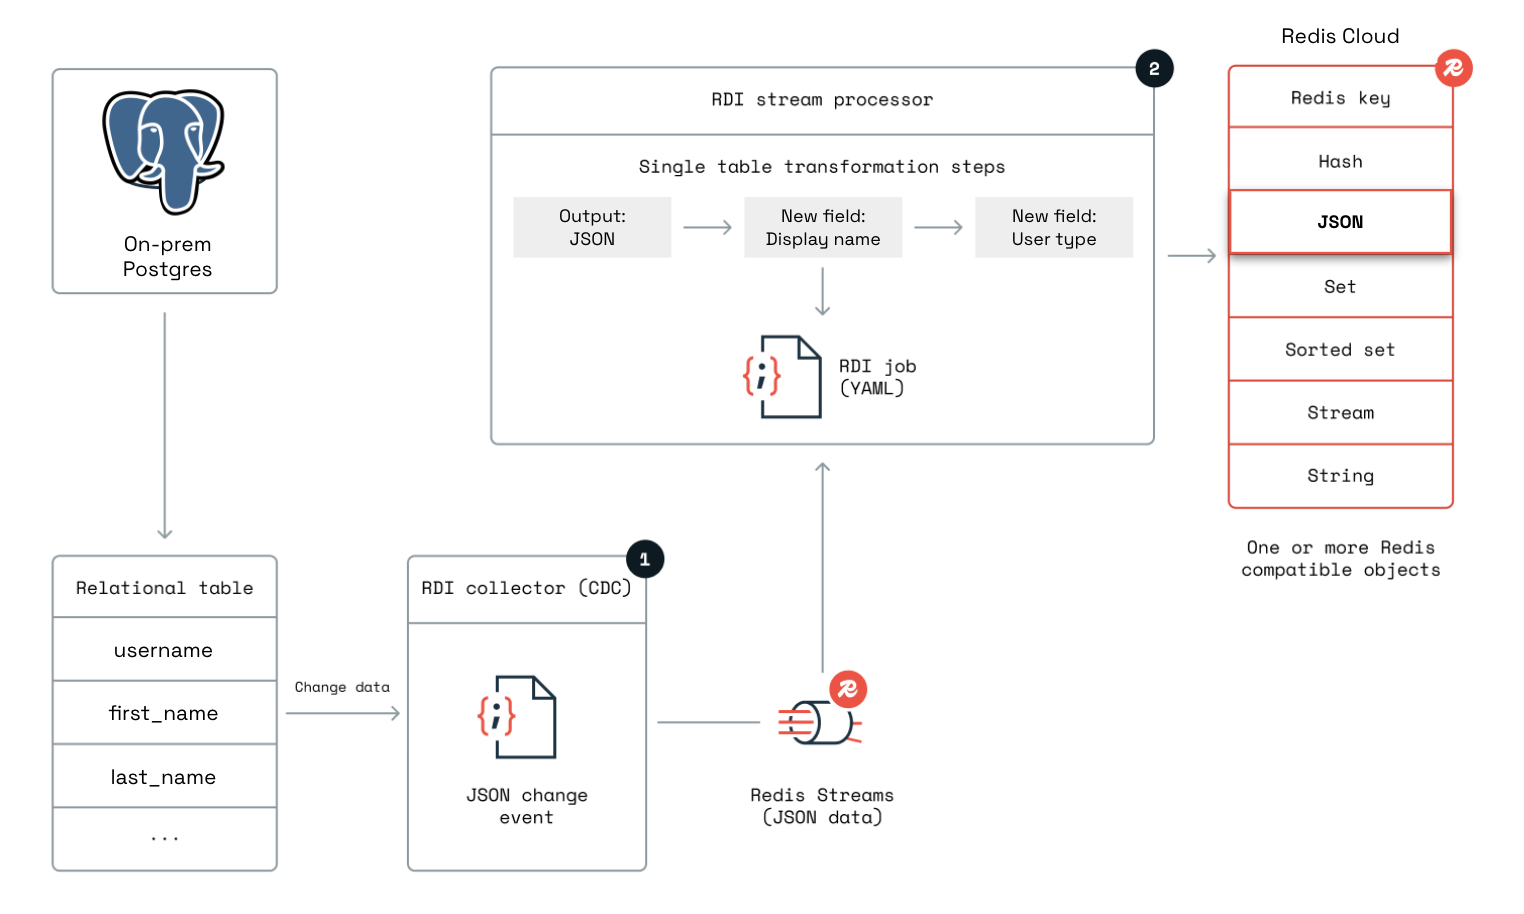 On-prem
Postgres
Relational table
username
first_name
last_name
...
Change data
1
RDI collector (CDC)
JSON change
event
Redis Streams
(JSON data)
2
RDI stream processor
Single table transformation steps
Output:
JSON
New field:
Display name
New field:
User type
RDI job
(YAML)
Redis Cloud
Redis key
Hash
JSON
Set
Sorted set
Stream
String
One or more Redis
compatible objects